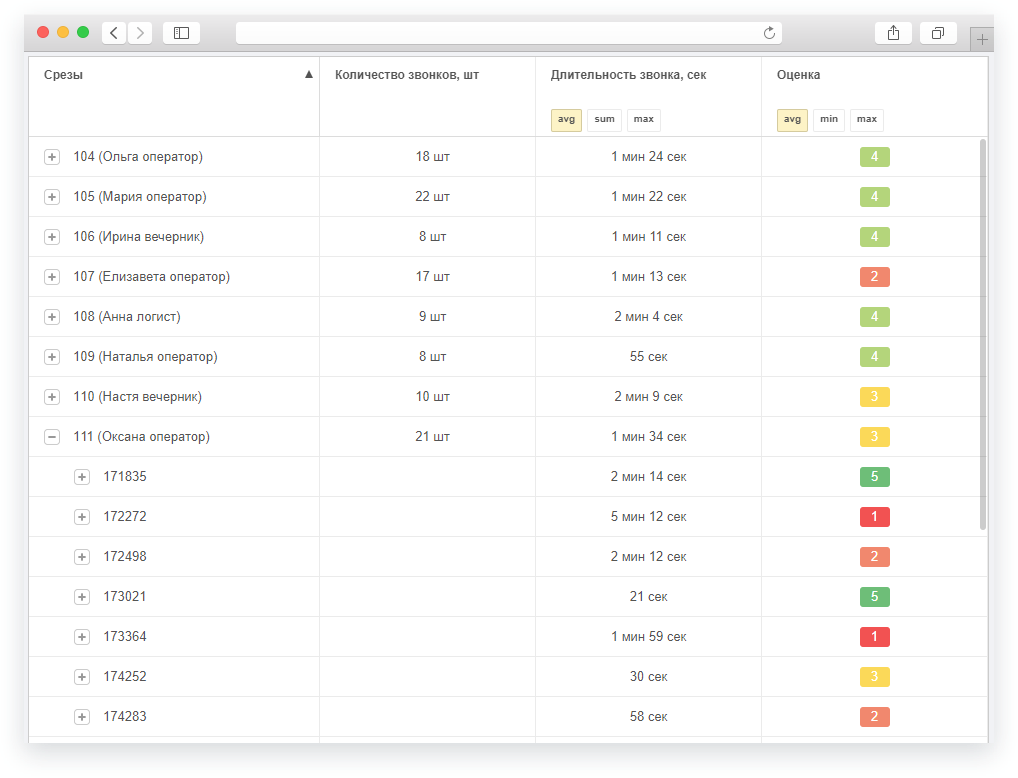 Срезы ▲ Количество звонков, шт Длительность звонка, сек Оценка
avg sum max avg min max
104 (Ольга оператор) 18 шт 1 мин 24 сек 4
105 (Мария оператор) 22 шт 1 мин 22 сек 4
106 (Ирина вечерник) 8 шт 1 мин 11 сек 4
107 (Елизавета оператор) 17 шт 1 мин 13 сек 2
108 (Анна логист) 9 шт 2 мин 4 сек 4
109 (Наталья оператор) 8 шт 55 сек 4
110 (Настя вечерник) 10 шт 2 мин 9 сек 3
111 (Оксана оператор) 21 шт 1 мин 34 сек 3
171835 2 мин 14 сек 5
172272 5 мин 12 сек 1
172498 2 мин 12 сек 2
173021 21 сек 5
173364 1 мин 59 сек 1
174252 30 сек 3
174283 58 сек 2